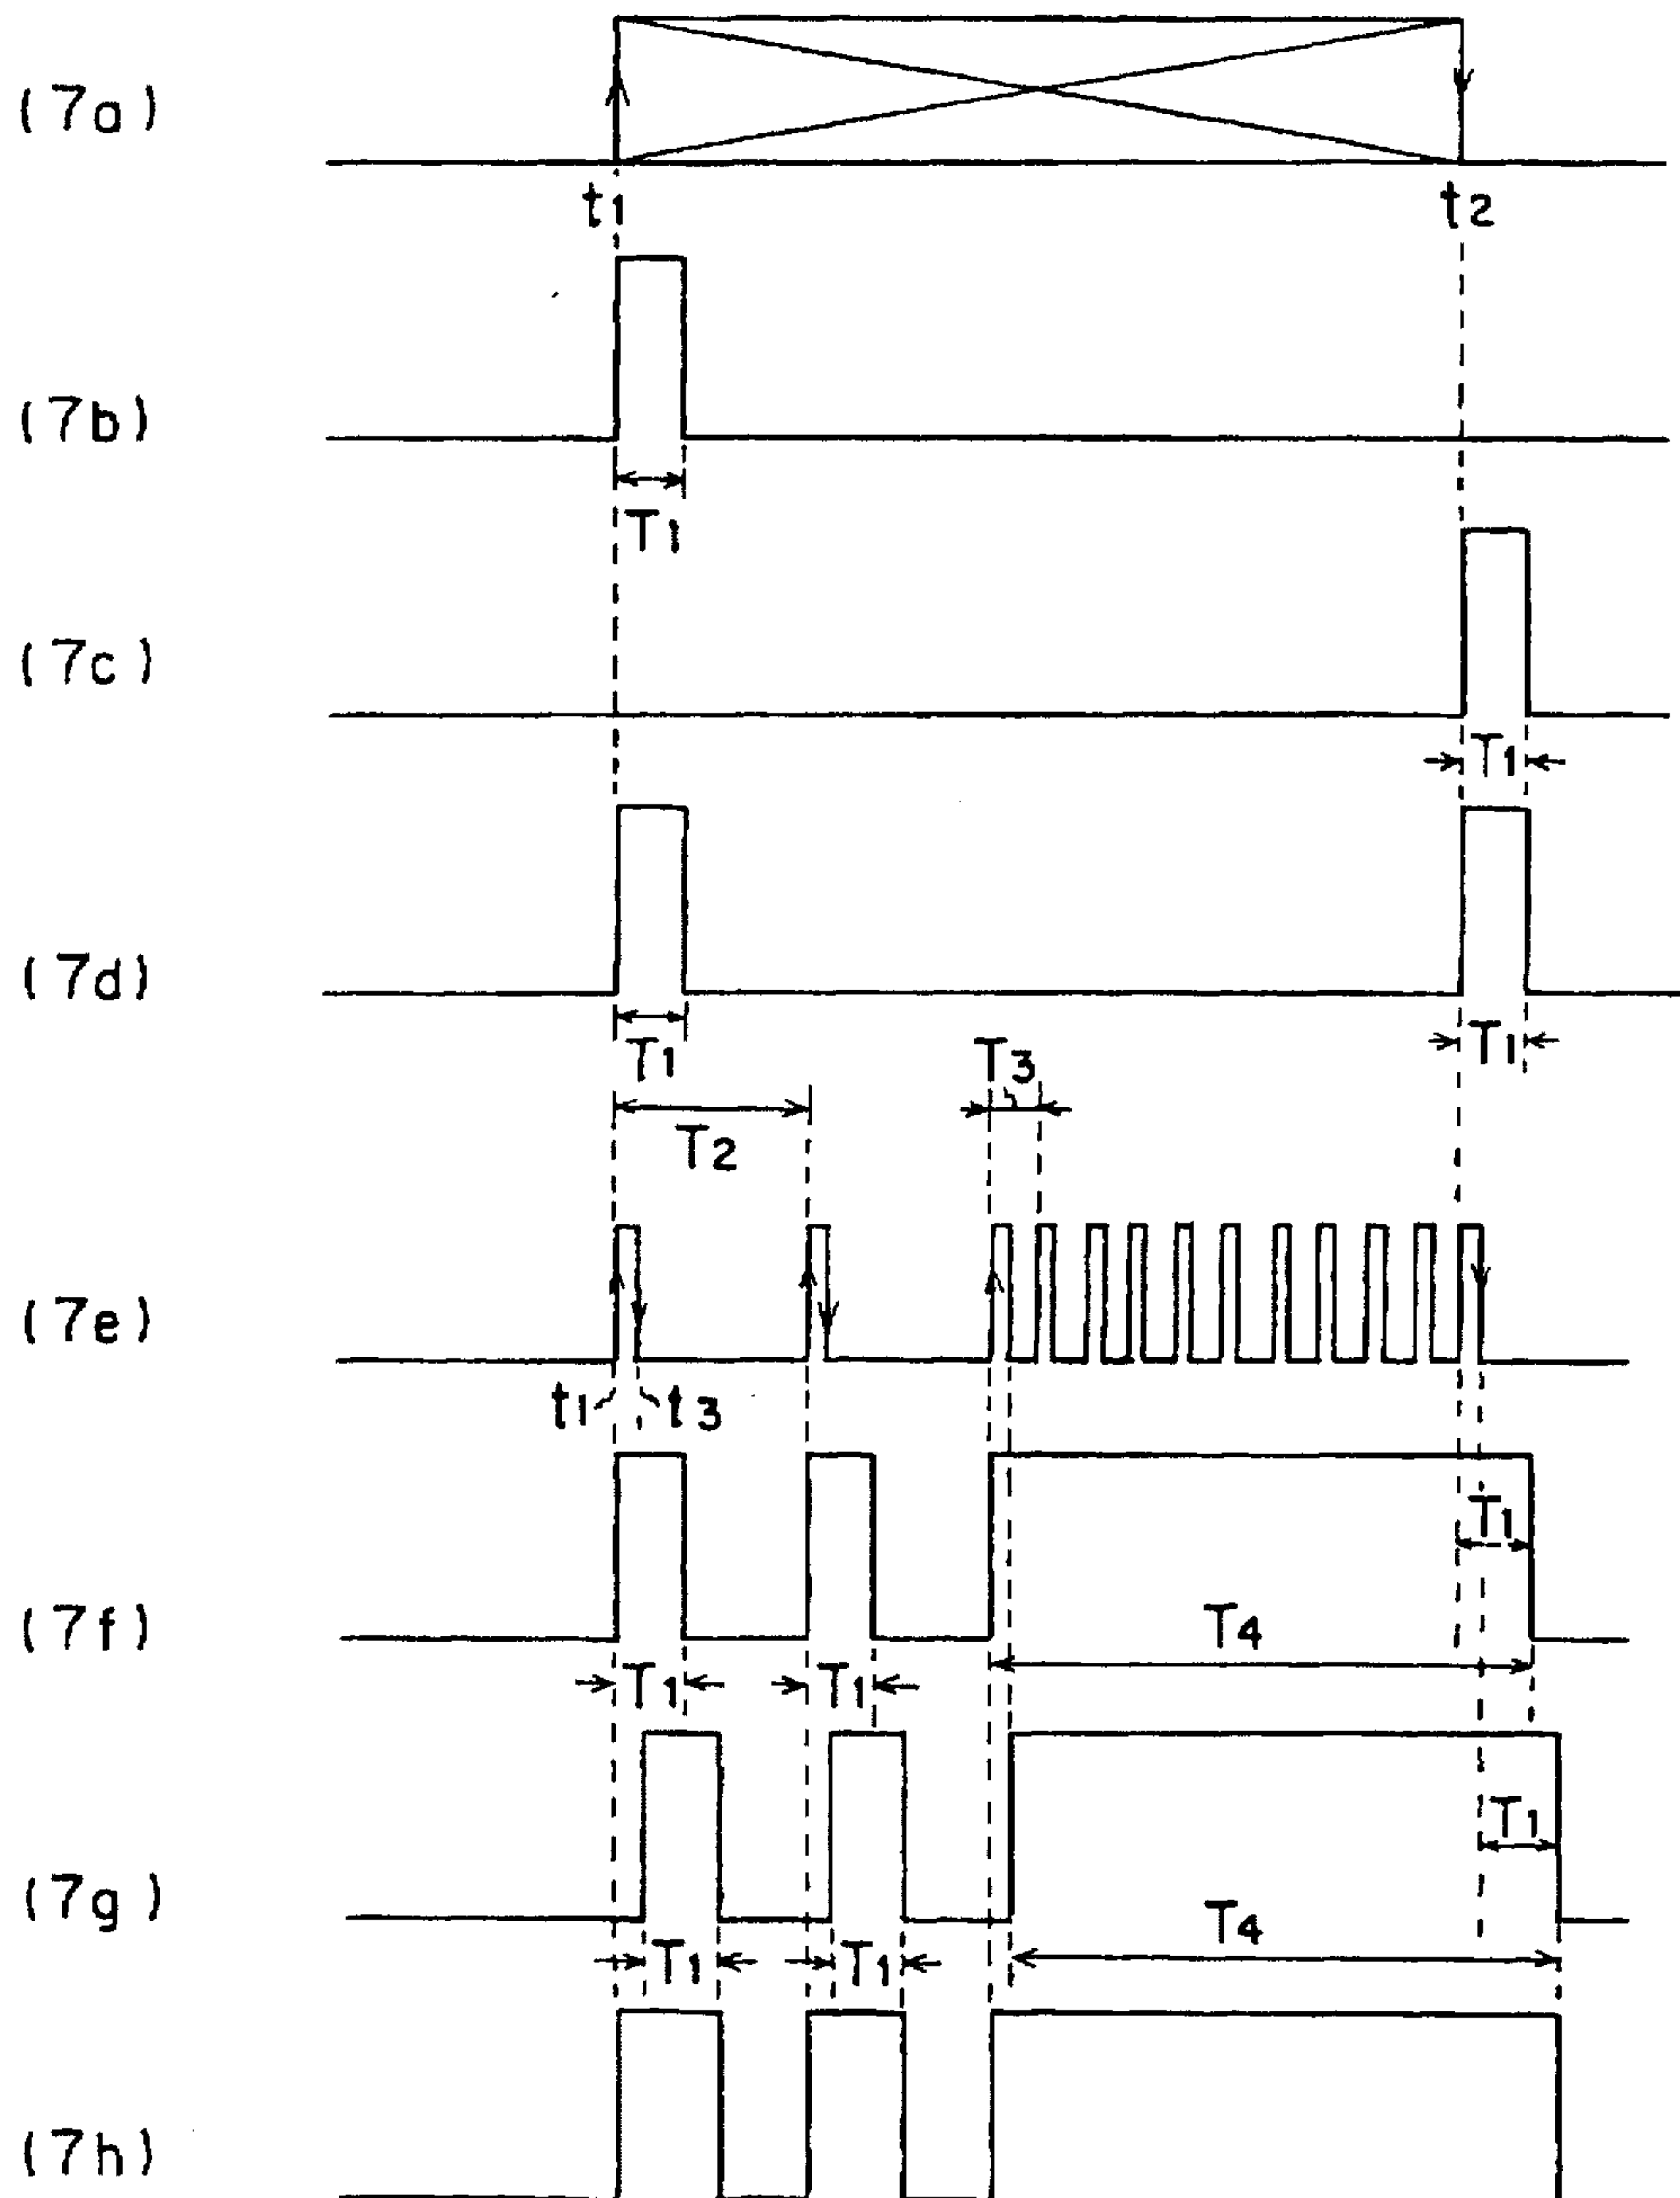 (7a)
t1 t2
(7b)
T1
(7c)
T1
(7d)
T1 T1
T3
T2
(7e)
t1 t3
T1
(7f)
T4
T1 T1
T1
(7g)
T4
T1 T1
(7h)